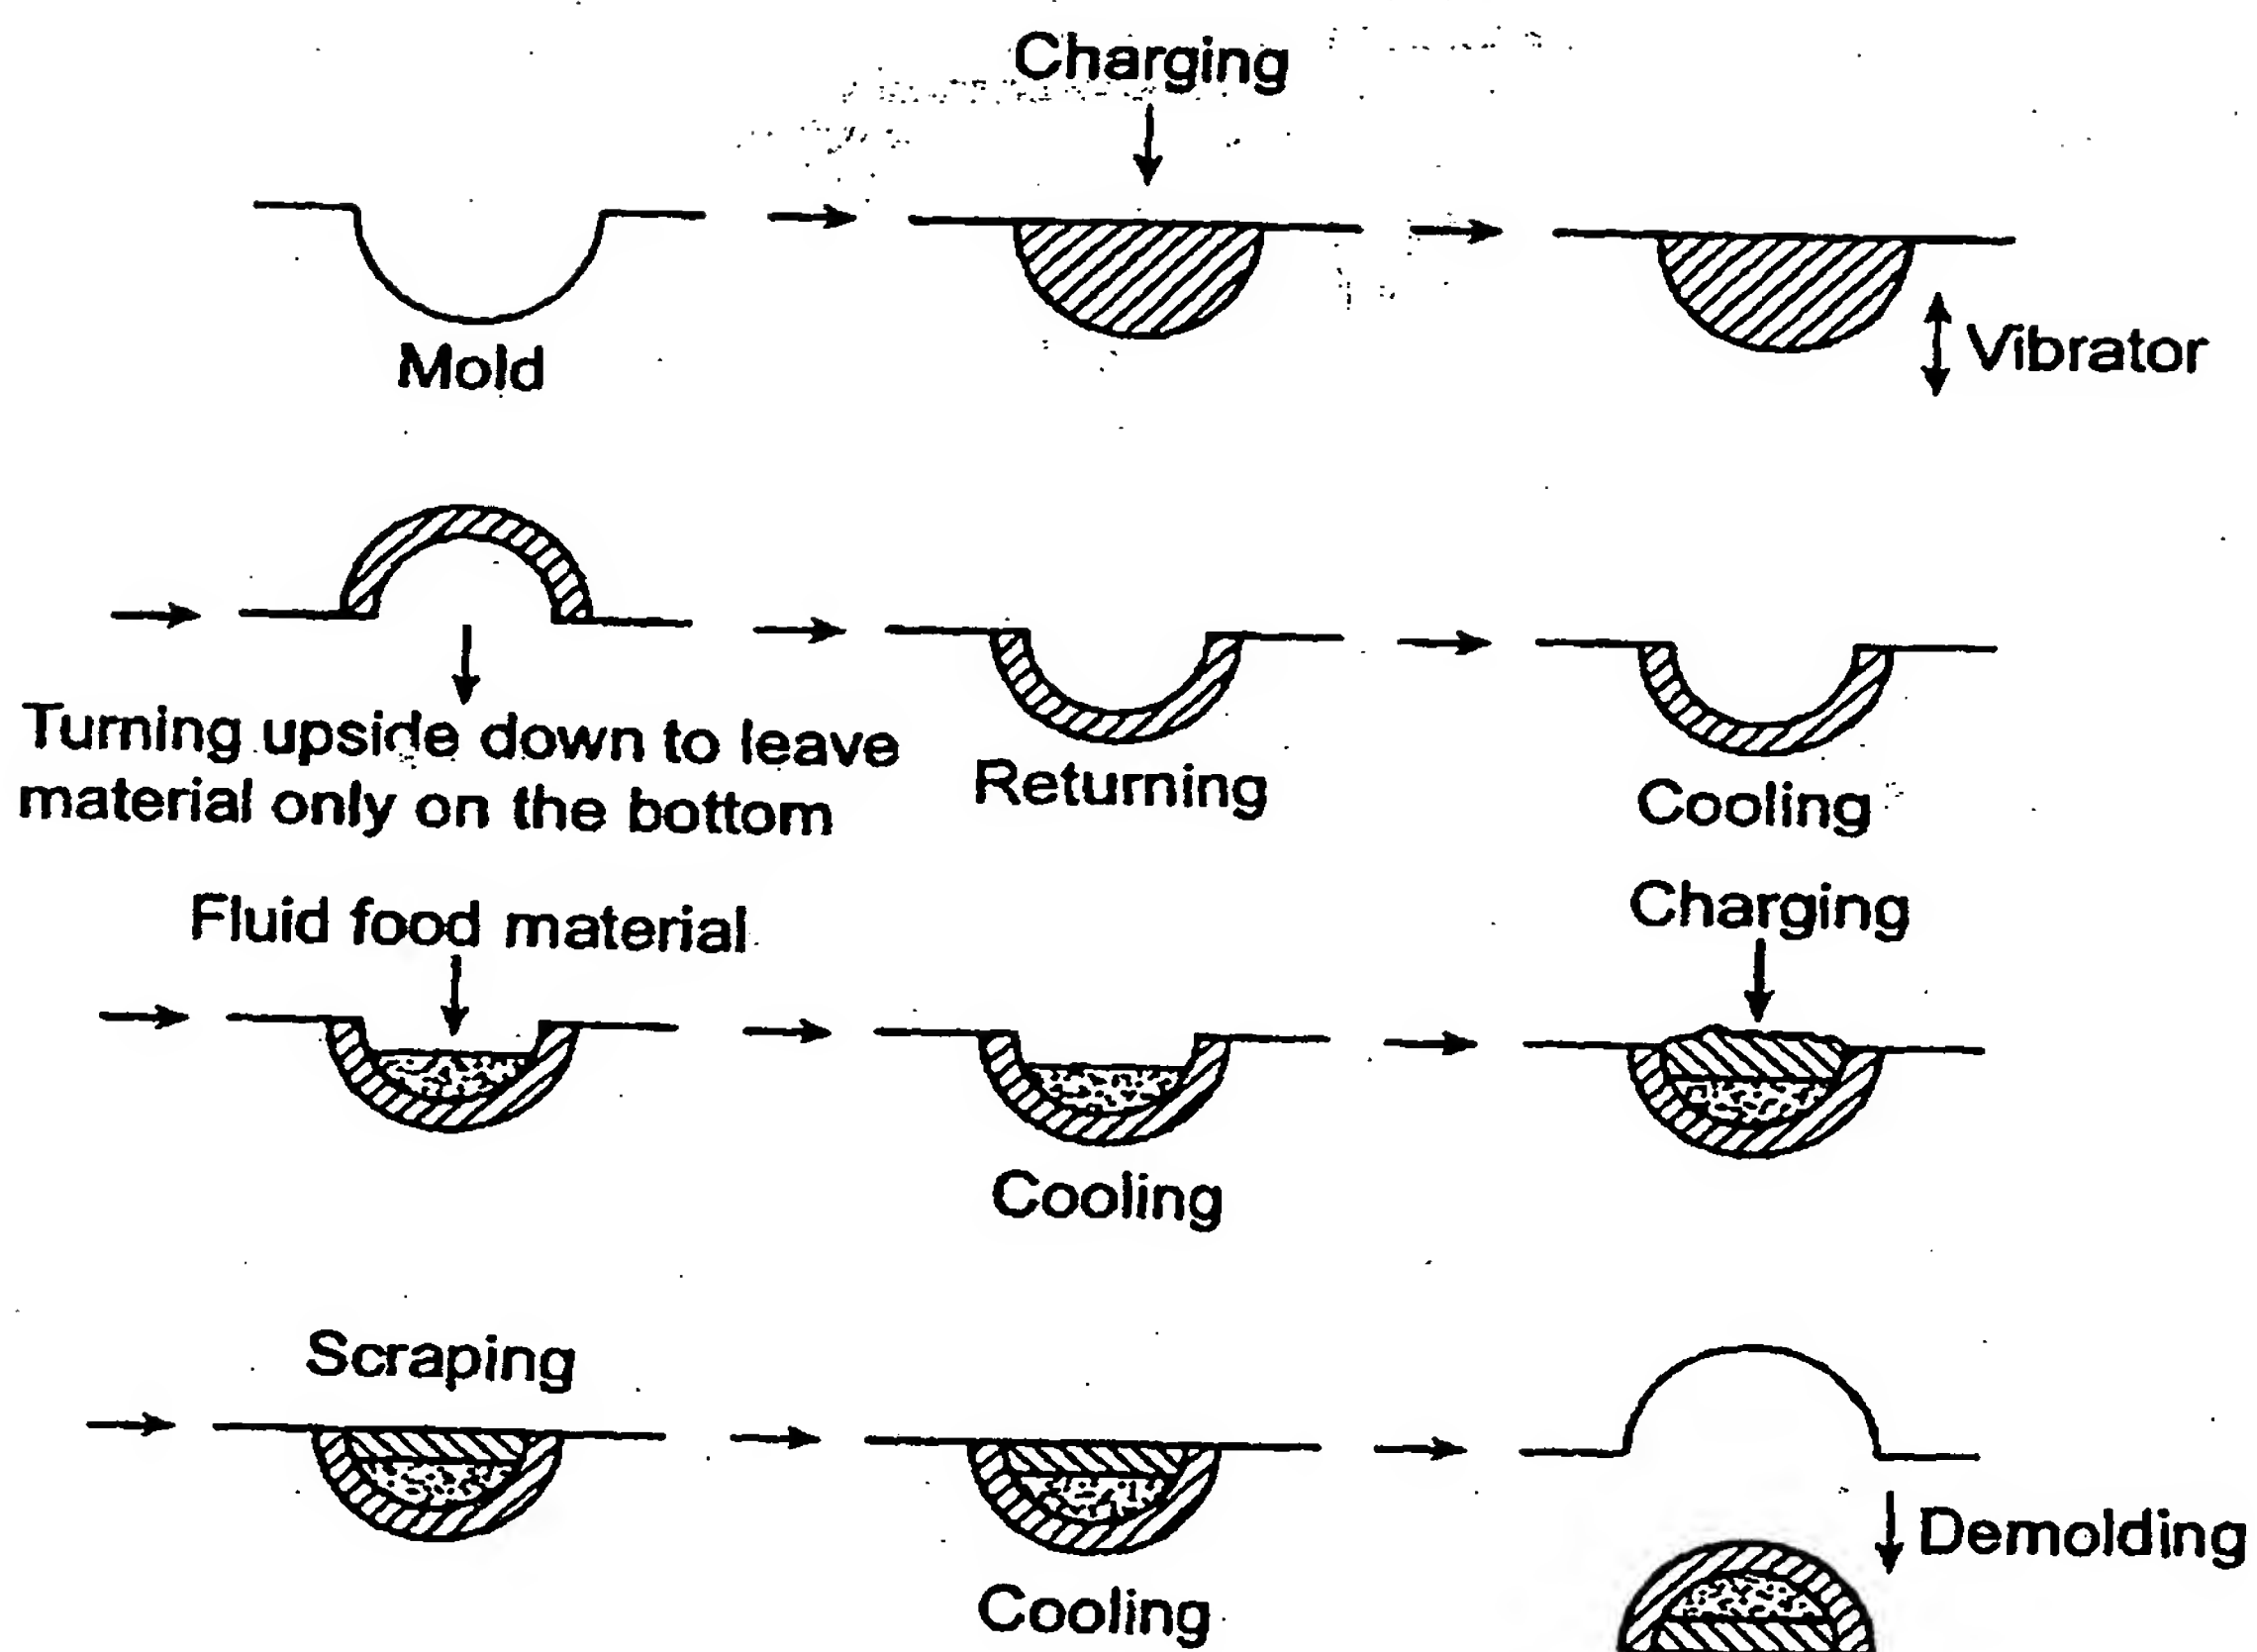 Charging
Mold
Vibrator
Turning upside down to leave
material only on the bottom
Returning
Cooling
Fluid food material
Charging
Cooling
Scraping
Cooling
Demolding